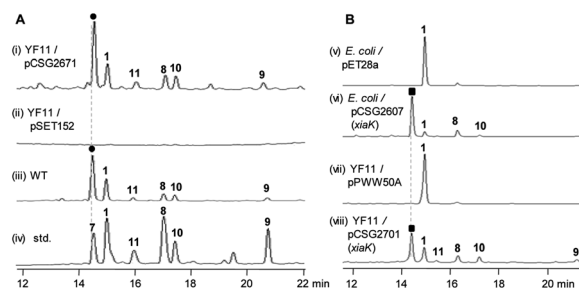 A
(i) YF11 /
pCSG2671
1
11
8
10
9
(ii) YF11 /
pSET152
(iii) WT
1
11
8
10
9
(iv) std.
7
1
11
8
10
9
12 14 16 18 20 22 min
B
(v) E. coli /
pET28a
1
(vi) E. coli /
pCSG2607
(xiaK)
1
8
10
(vii) YF11 /
pPWW50A
1
(viii) YF11 /
pCSG2701
(xiaK)
1
11
8
10
9
12 14 16 18 20 min